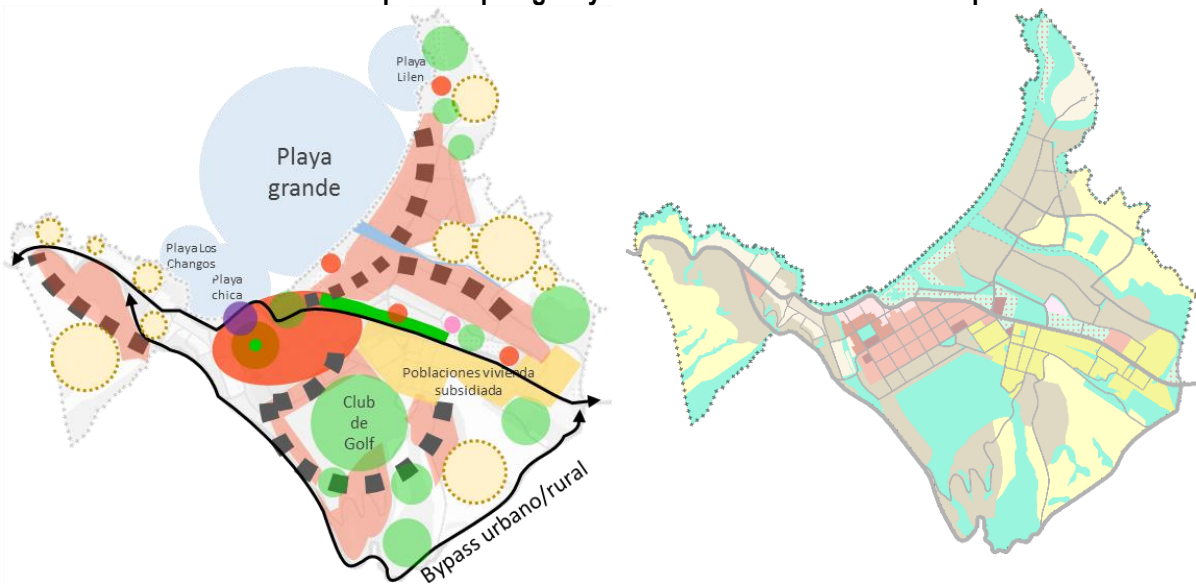 Playa
Lilen
Playa
grande
Playa Los
Changos
Playa
chica
Poblaciones vivienda
subsidiada
Club
de
Golf
Bypass urbano/rural